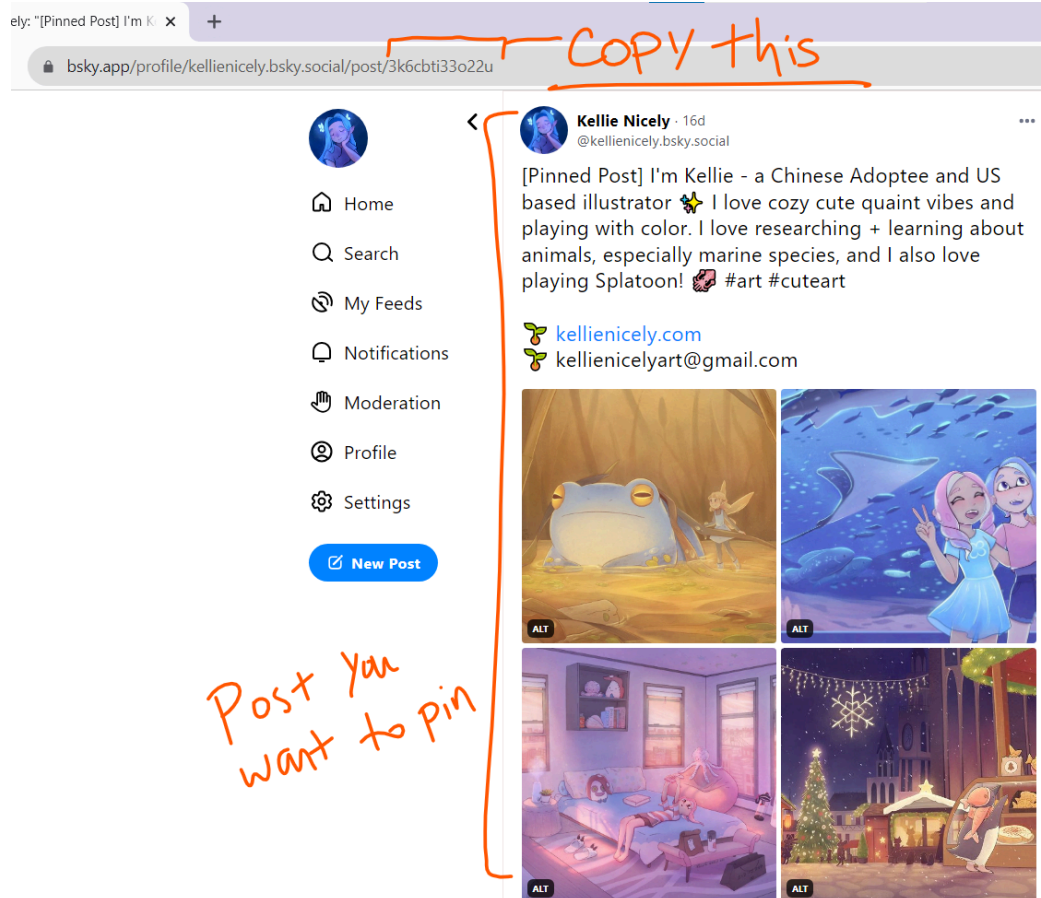 ely: "[Pinned Post] I'm K
copy this
bsky.app/profile/kellienicely.bsky.social/post/3k6cbti33o22u
Kellie Nicely · 16d
@kellienicely.bsky.social
[Pinned Post] I'm Kellie - a Chinese Adoptee and US
based illustrator ✨ I love cozy cute quaint vibes and
playing with color. I love researching + learning about
animals, especially marine species, and I also love
playing Splatoon! 🦑 #art #cuteart
🌱 kellienicely.com
🌱 kellienicelyart@gmail.com
Home
Search
My Feeds
Notifications
Moderation
Profile
Settings
New Post
Post you
want to pin
ALT
ALT
ALT
ALT